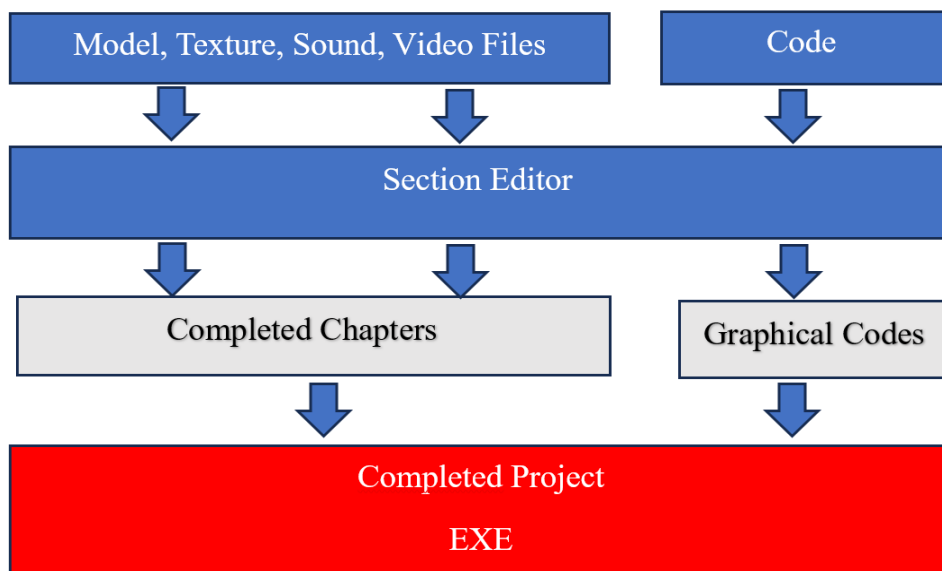 Model, Texture, Sound, Video Files
Code
Section Editor
Completed Chapters
Graphical Codes
Completed Project
EXE